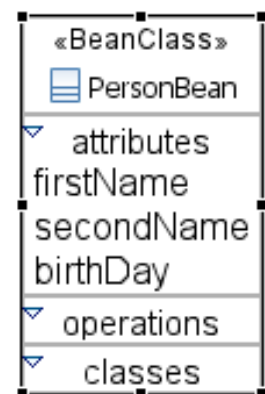 «BeanClass»
PersonBean
attributes
firstName
secondName
birthDay
operations
classes